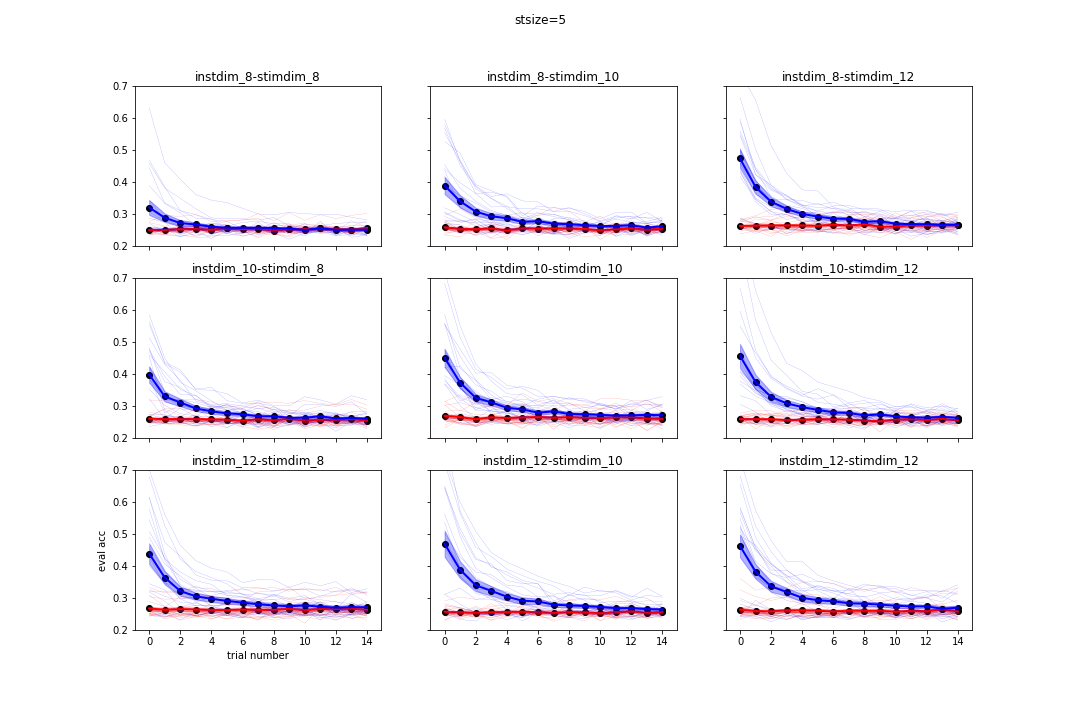 stsize=5
instdim_8-stimdim_8
instdim_8-stimdim_10
instdim_8-stimdim_12
0.7
0.6
0.5
0.4
0.3
0.2
instdim_10-stimdim_8
instdim_10-stimdim_10
instdim_10-stimdim_12
0.7
0.6
0.5
0.4
0.3
0.2
instdim_12-stimdim_8
instdim_12-stimdim_10
instdim_12-stimdim_12
0.7
0.6
0.5
0.4
0.3
0.2
eval acc
0 2 4 6 8 10 12 14
0 2 4 6 8 10 12 14
0 2 4 6 8 10 12 14
trial number